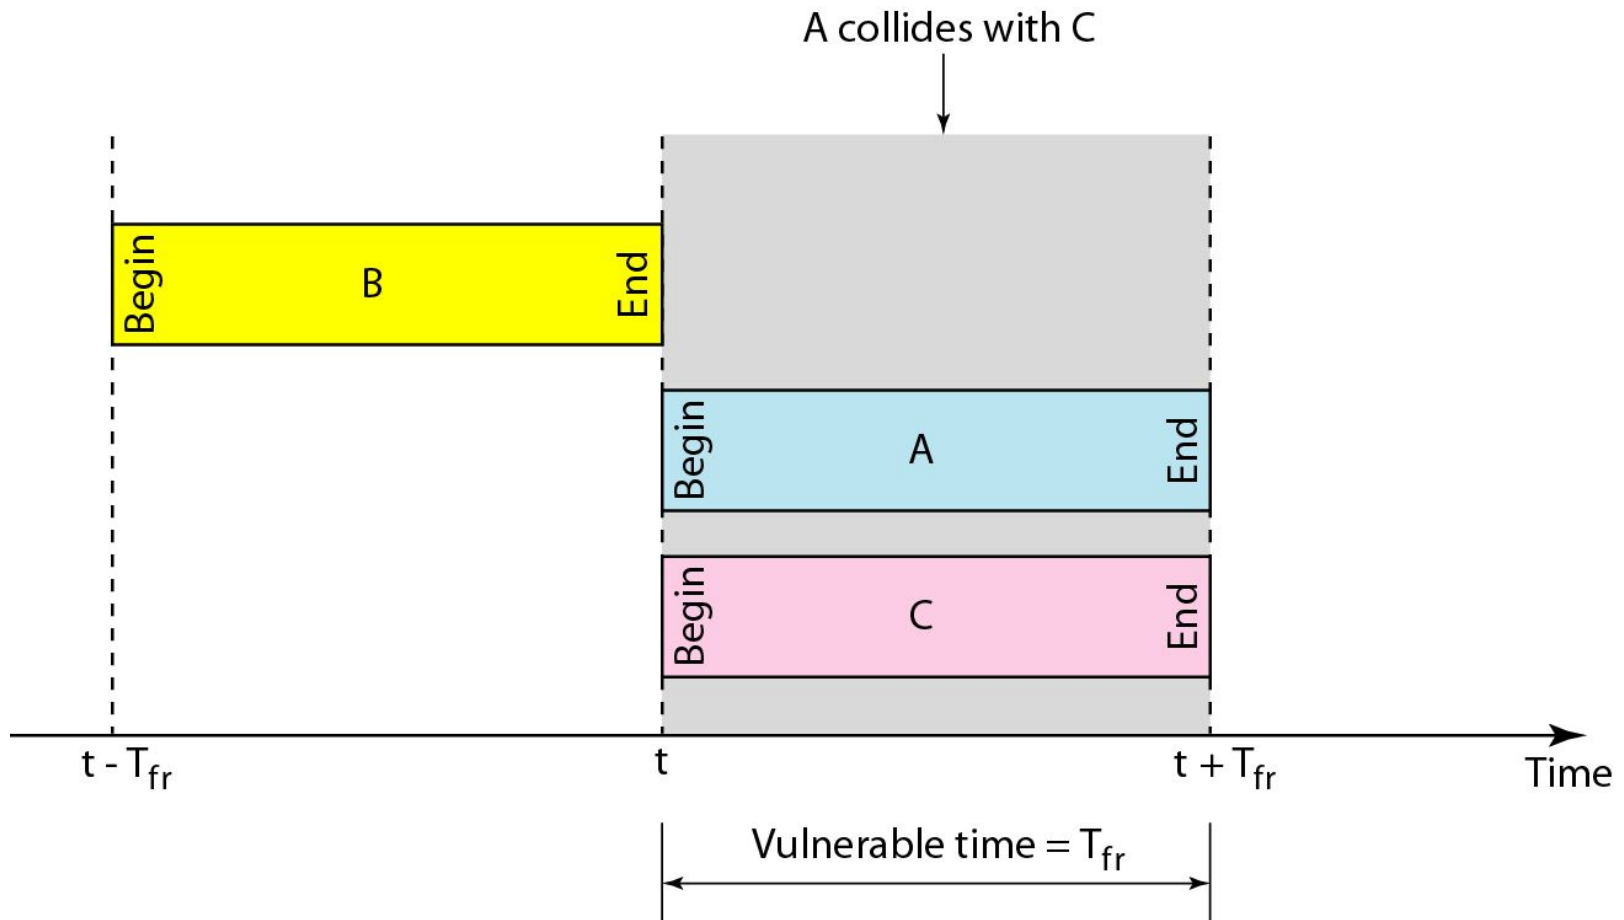 A collides with C
Begin B End
Begin A End
Begin C End
t - Tfr t t + Tfr
Time
Vulnerable time = Tfr